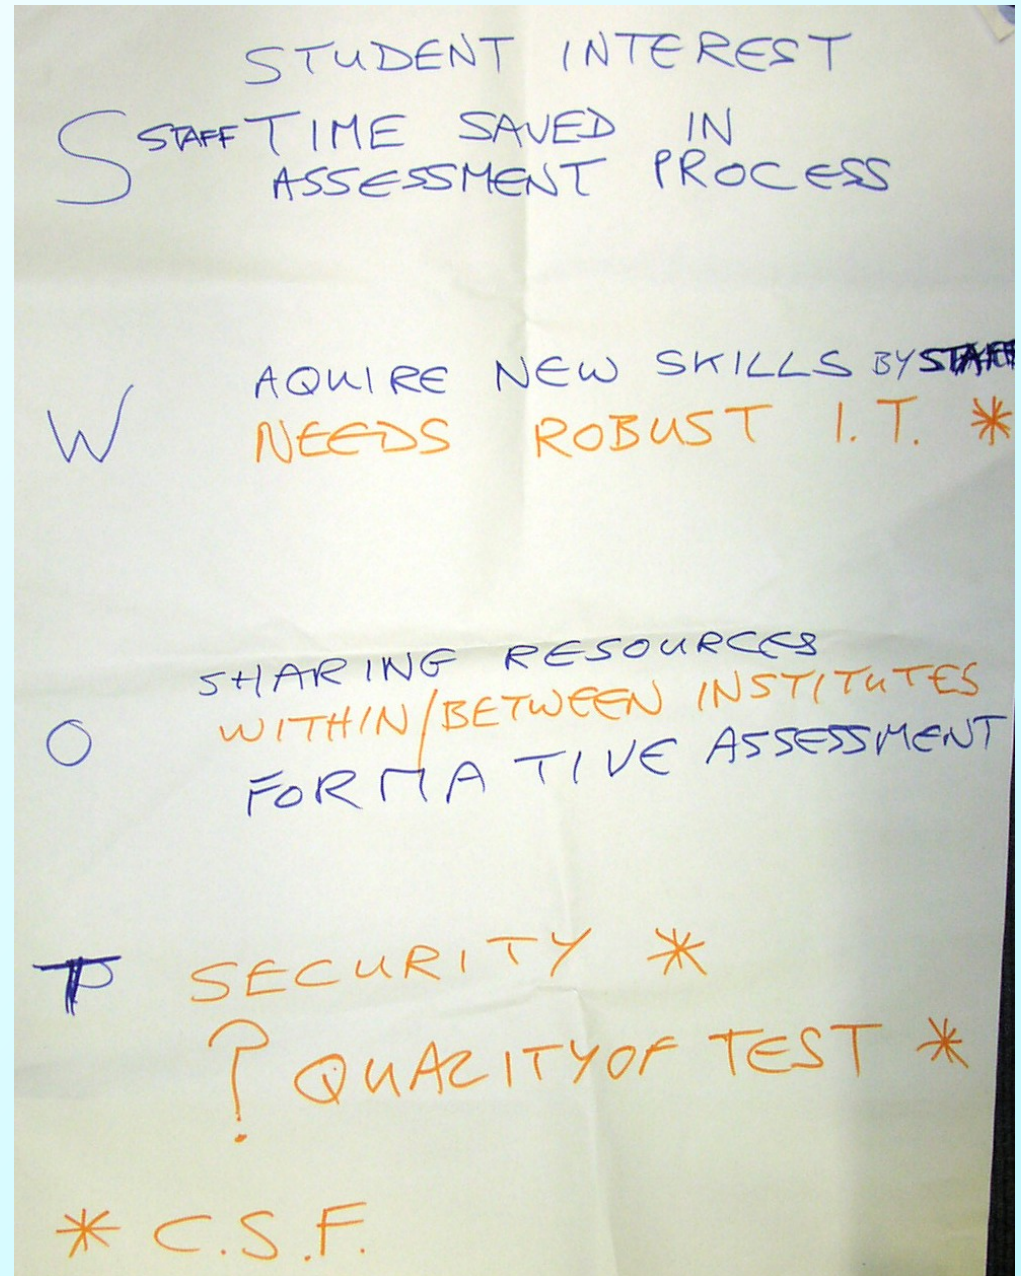 STUDENT INTEREST
S STAFF TIME SAVED IN
ASSESSMENT PROCESS
AQUIRE NEW SKILLS BY STAFF
W NEEDS ROBUST I.T. *
SHARING RESOURCES
O WITHIN/BETWEEN INSTITUTES
FORMATIVE ASSESSMENT
T SECURITY *
? QUALITY OF TEST *
* C.S.F.